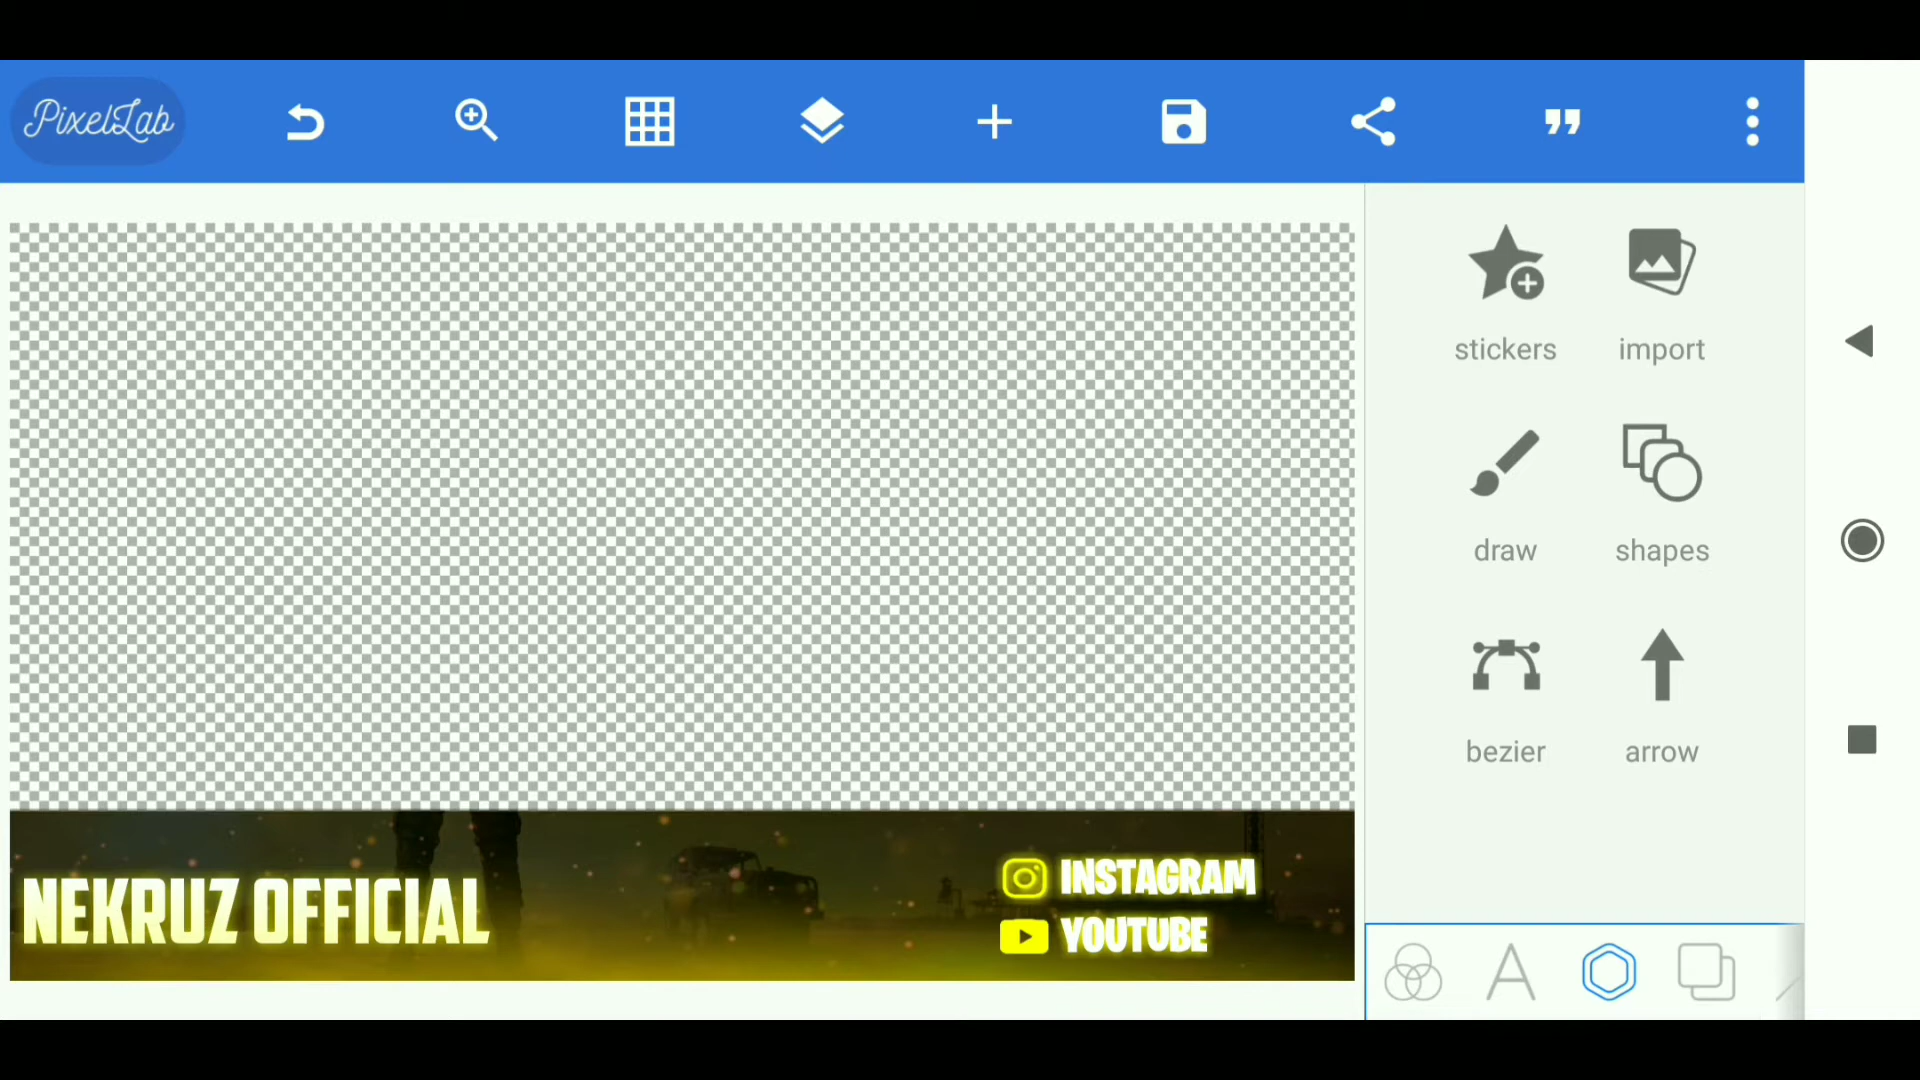 PixelLab
stickers
import
draw
shapes
bezier
arrow
NEKRUZ OFFICIAL
INSTAGRAM
YOUTUBE